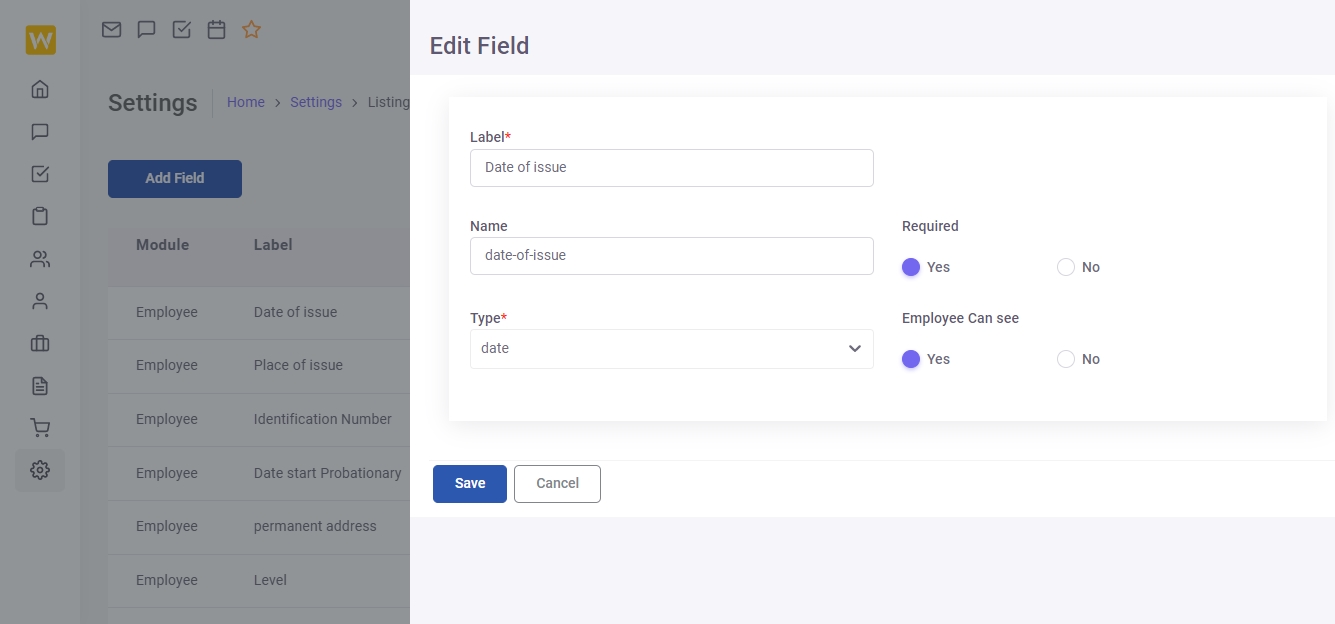 W
Edit Field
Settings
Home > Settings > Listing
Add Field
Module Label
Employee Date of issue
Employee Place of issue
Employee Identification Number
Employee Date start Probationary
Employee permanent address
Employee Level
Label*
Date of issue
Name
date-of-issue
Required
Yes No
Type*
date
Employee Can see
Yes No
Save Cancel